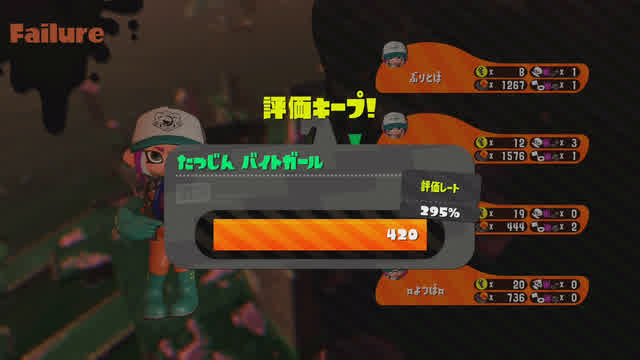 Failure
ぷりとは
x 8 x 1
x 1267 x 1
評価キープ!
x 12 x 3
x 1576 x 1
たつじん バイトガール
評価レート
295%
x 19 x 0
x 444 x 2
420
¤よつば¤
x 20 x 0
x 736 x 0